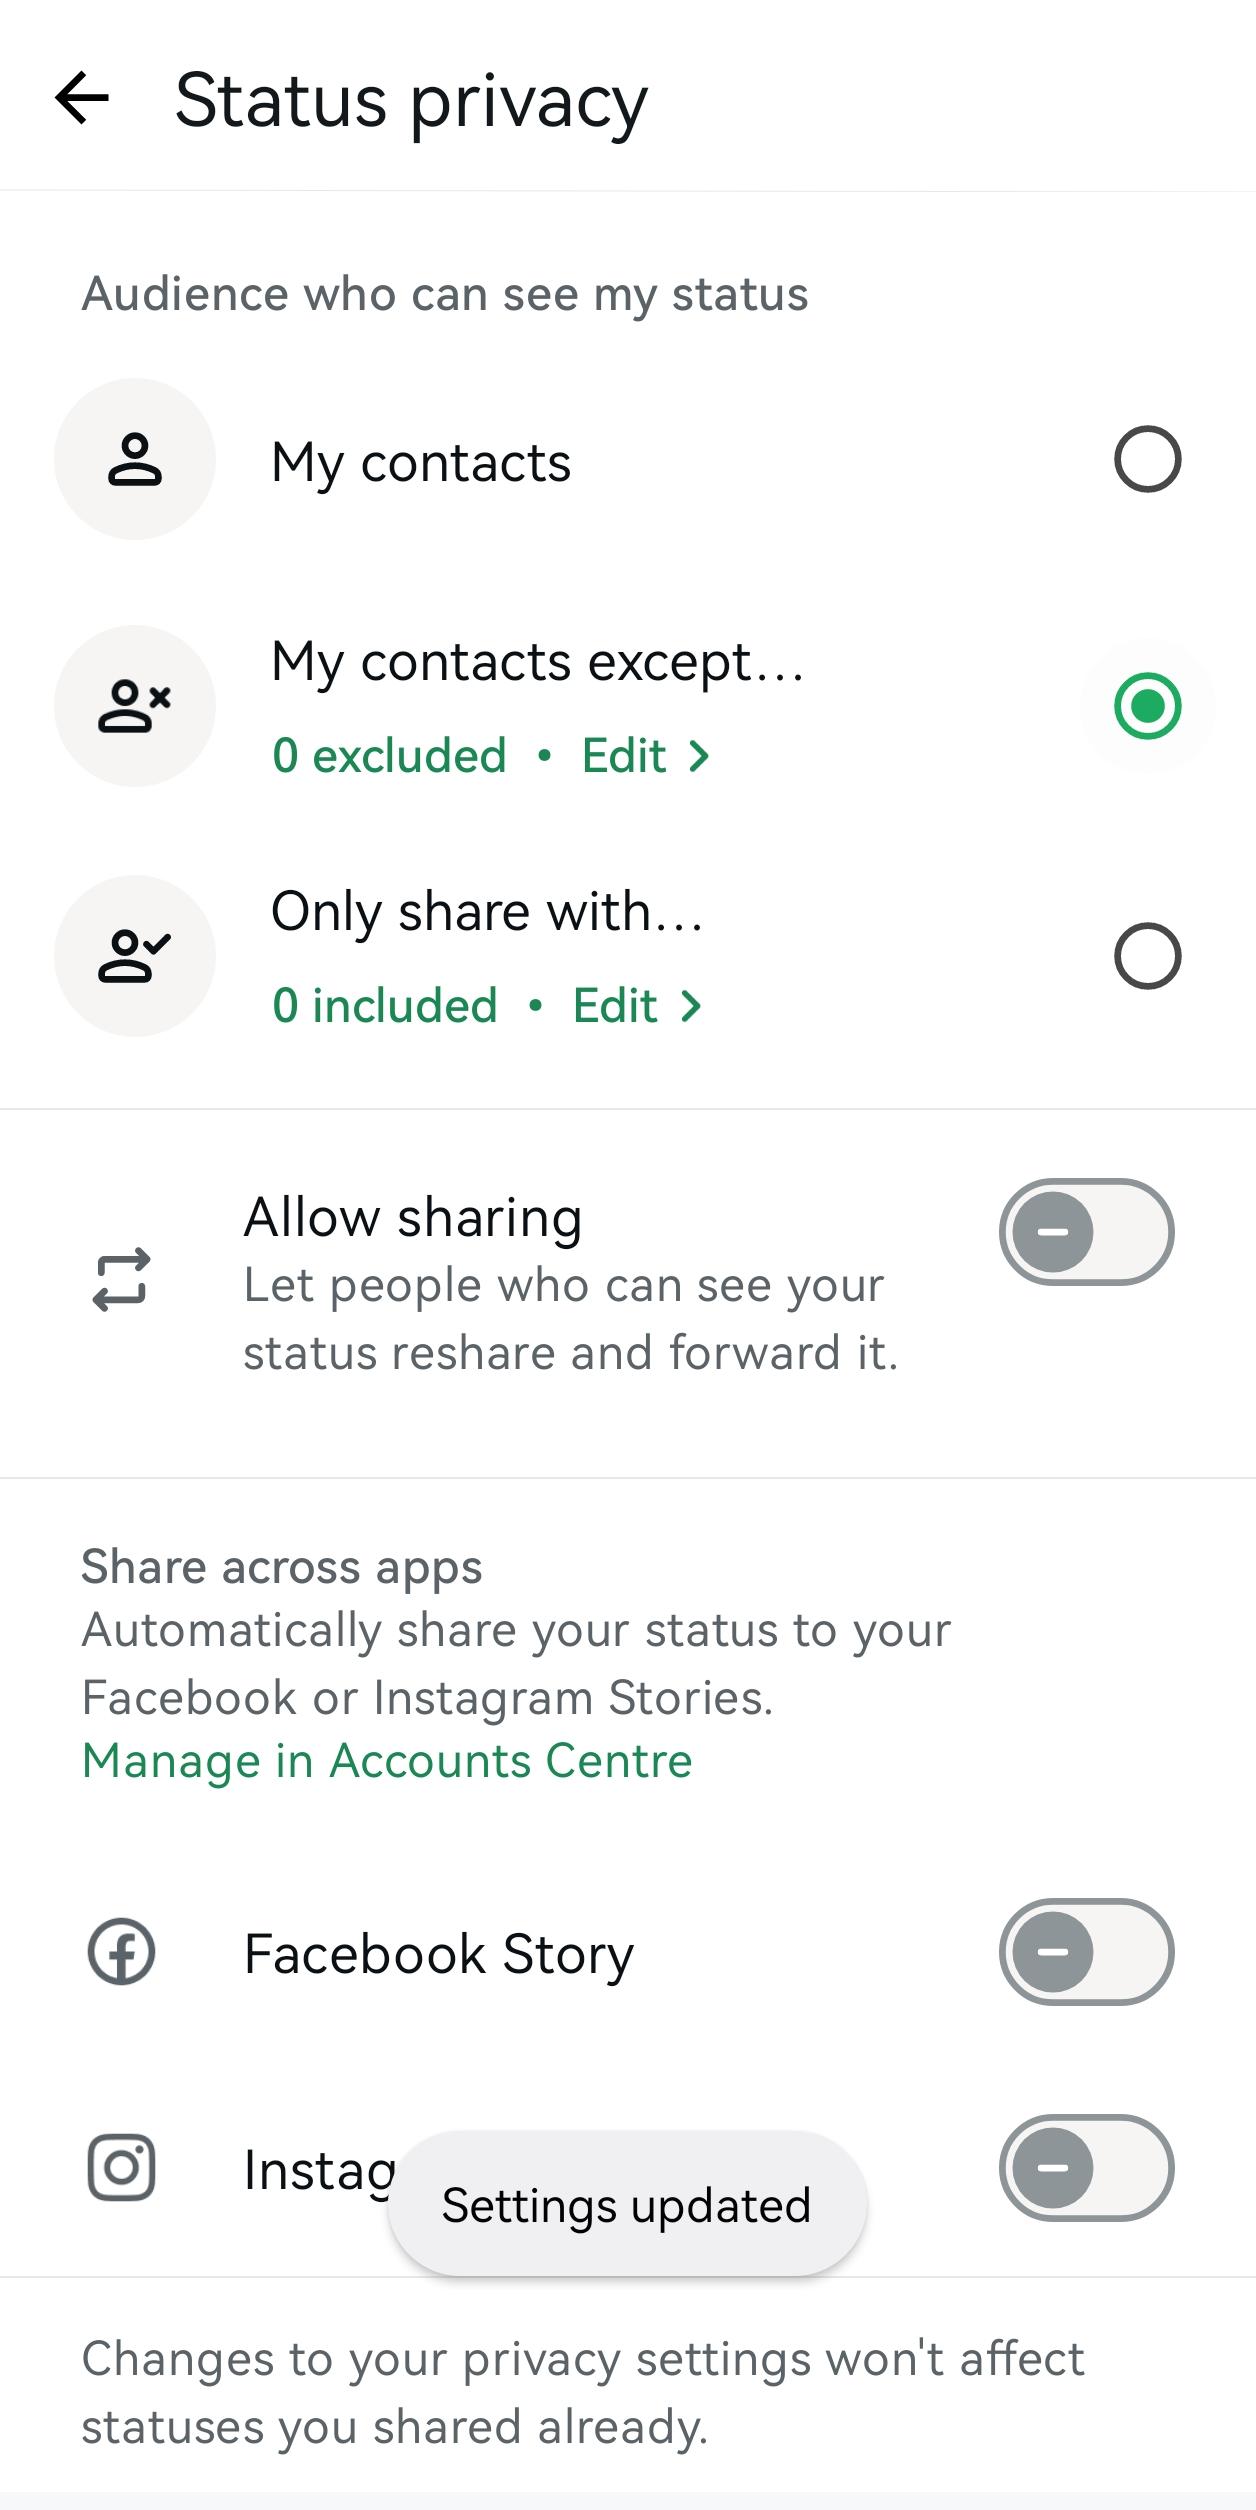 Status privacy
Audience who can see my status
My contacts
My contacts except…
0 excluded • Edit
Only share with…
0 included • Edit
Allow sharing
Let people who can see your
status reshare and forward it.
Share across apps
Automatically share your status to your
Facebook or Instagram Stories.
Manage in Accounts Centre
Facebook Story
Instag
Settings updated
Changes to your privacy settings won't affect
statuses you shared already.